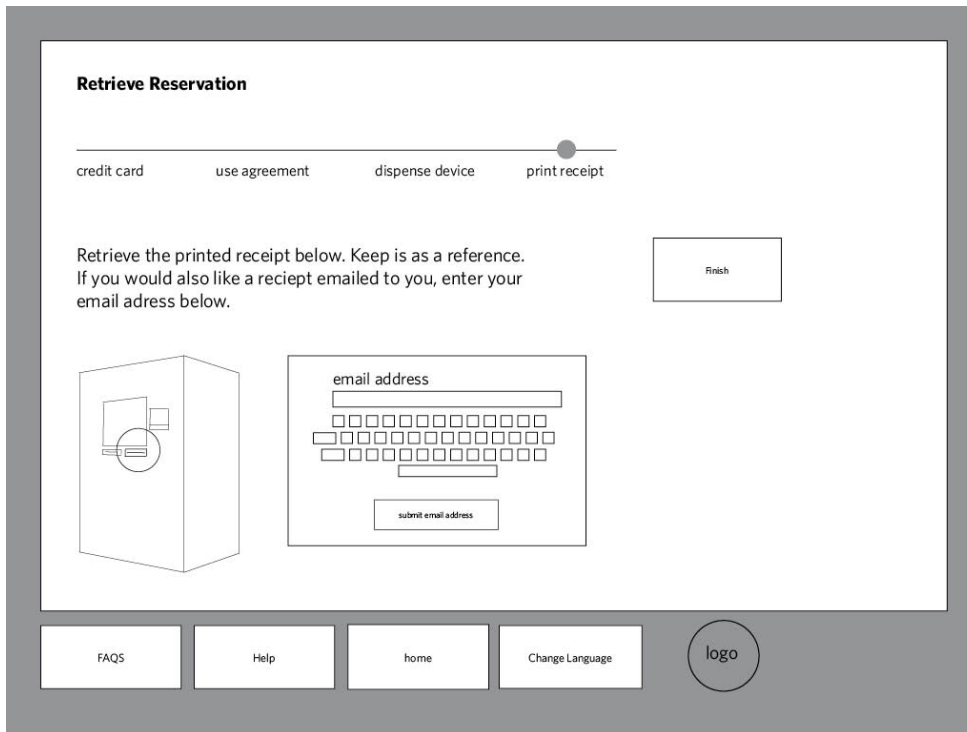 Retrieve Reservation
credit card
use agreement
dispense device
print receipt
Retrieve the printed receipt below. Keep is as a reference.
If you would also like a reciept emailed to you, enter your
email adress below.
Finish
email address
submit email address
FAQS
Help
home
Change Language
logo